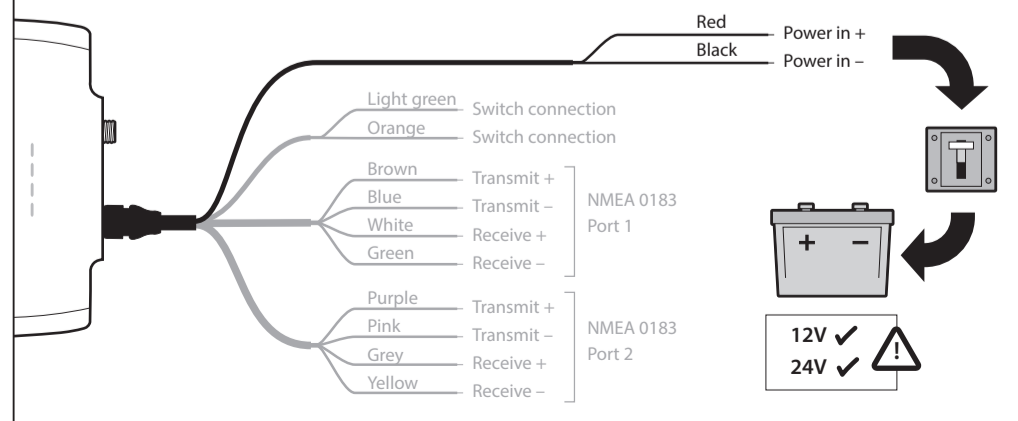 Red Power in +
Black Power in –
Light green Switch connection
Orange Switch connection
Brown Transmit +
Blue Transmit –
White Receive +
Green Receive –
NMEA 0183
Port 1
Purple Transmit +
Pink Transmit –
Grey Receive +
Yellow Receive –
NMEA 0183
Port 2
+ –
12V ✓
24V ✓
!